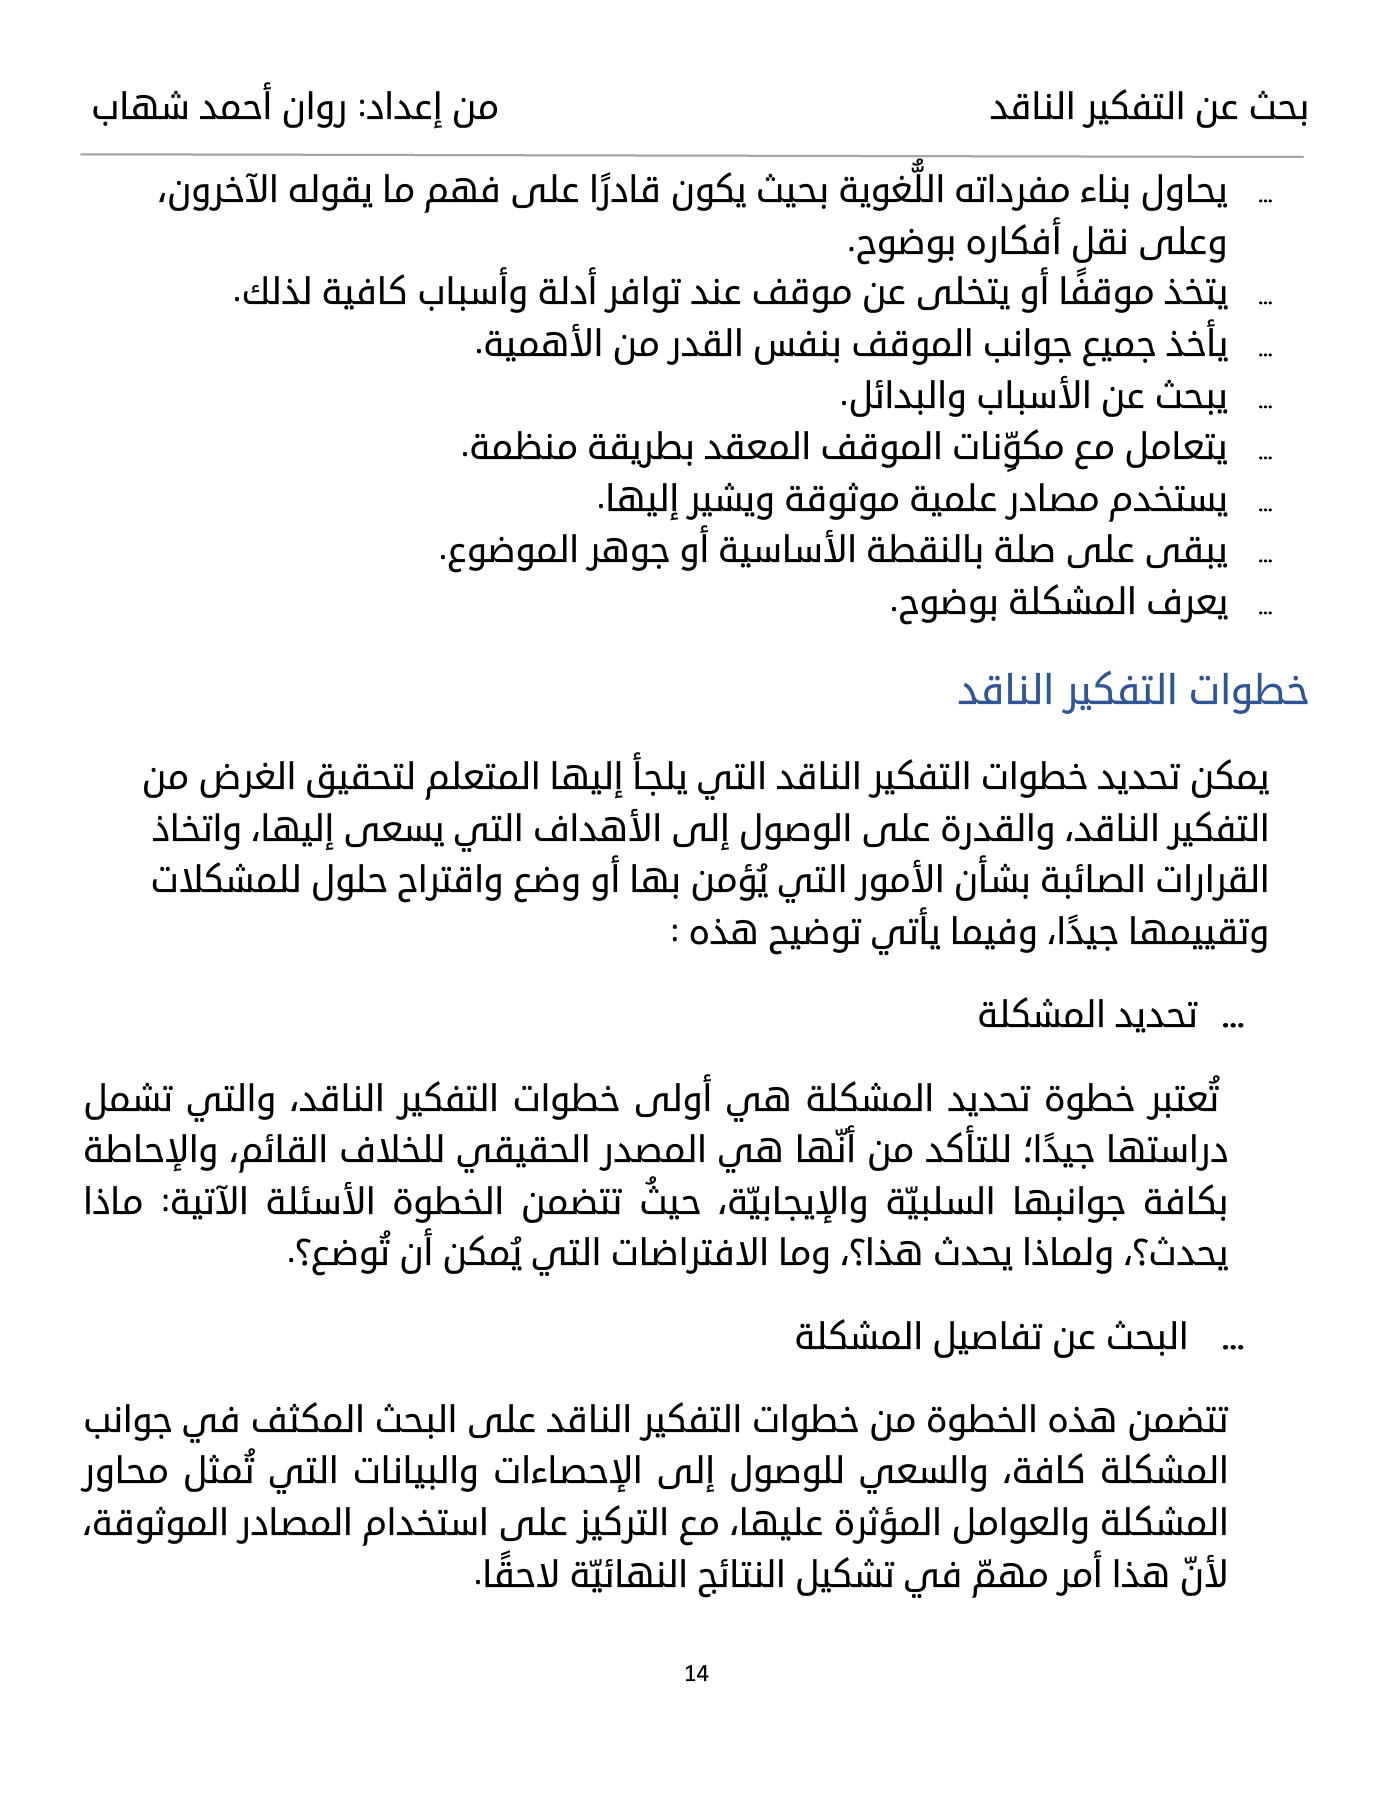 بحث عن التفكير الناقد من إعداد: روان أحمد شهاب
... يحاول بناء مفرداته اللُّغوية بحيث يكون قادرًا على فهم ما يقوله الآخرون،
وعلى نقل أفكاره بوضوح.
... يتخذ موقفًا أو يتخلى عن موقف عند توافر أدلة وأسباب كافية لذلك.
... يأخذ جميع جوانب الموقف بنفس القدر من الأهمية.
... يبحث عن الأسباب والبدائل.
... يتعامل مع مكوِّنات الموقف المعقد بطريقة منظمة.
... يستخدم مصادر علمية موثوقة ويشير إليها.
... يبقى على صلة بالنقطة الأساسية أو جوهر الموضوع.
... يعرف المشكلة بوضوح.
خطوات التفكير الناقد
يمكن تحديد خطوات التفكير الناقد التي يلجأ إليها المتعلم لتحقيق الغرض من
التفكير الناقد، والقدرة على الوصول إلى الأهداف التي يسعى إليها، واتخاذ
القرارات الصائبة بشأن الأمور التي يُؤمن بها أو وضع واقتراح حلول للمشكلات
وتقييمها جيدًا، وفيما يأتي توضيح هذه :
... تحديد المشكلة
تُعتبر خطوة تحديد المشكلة هي أولى خطوات التفكير الناقد، والتي تشمل
دراستها جيدًا؛ للتأكد من أنّها هي المصدر الحقيقي للخلاف القائم، والإحاطة
بكافة جوانبها السلبيّة والإيجابيّة، حيثُ تتضمن الخطوة الأسئلة الآتية: ماذا
يحدث؟، ولماذا يحدث هذا؟، وما الافتراضات التي يُمكن أن تُوضع؟.
... البحث عن تفاصيل المشكلة
تتضمن هذه الخطوة من خطوات التفكير الناقد على البحث المكثف في جوانب
المشكلة كافة، والسعي للوصول إلى الإحصاءات والبيانات التي تُمثل محاور
المشكلة والعوامل المؤثرة عليها، مع التركيز على استخدام المصادر الموثوقة،
لأنّ هذا أمر مهمّ في تشكيل النتائج النهائيّة لاحقًا.
14